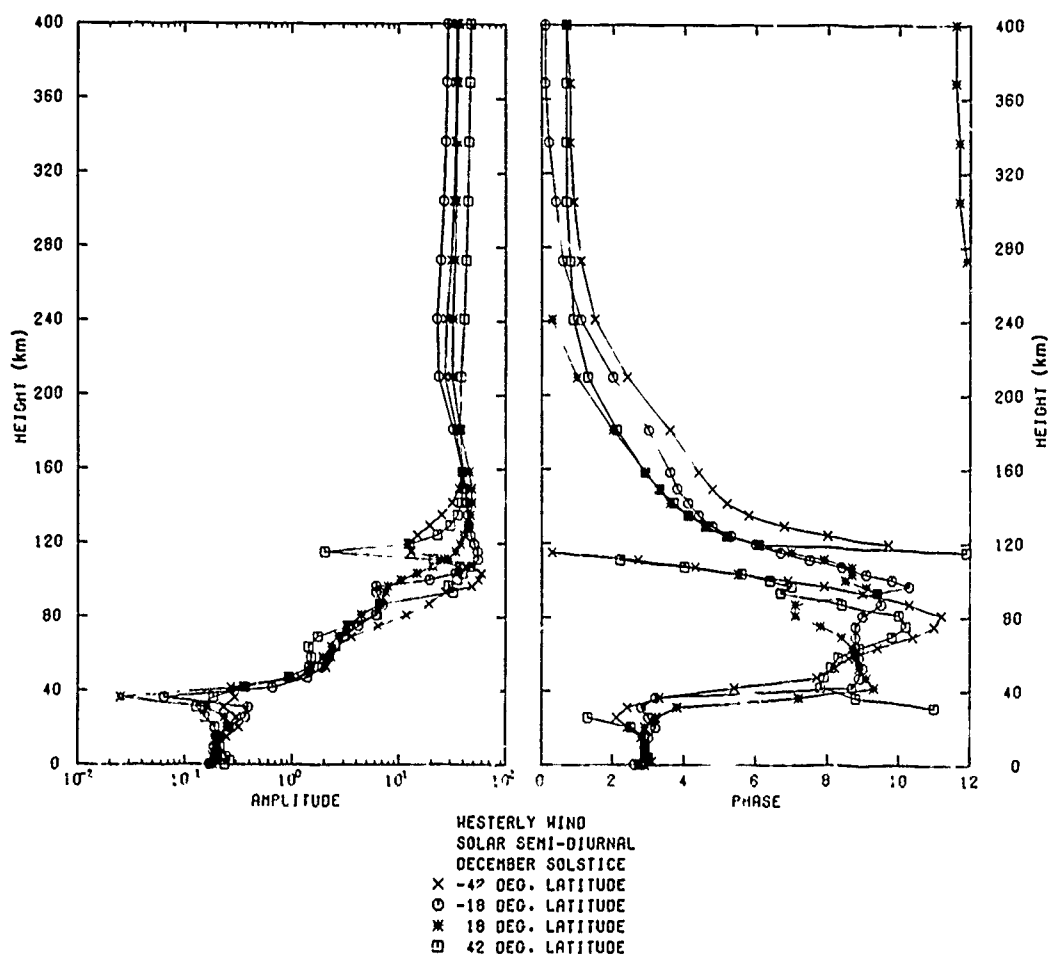 400
360
320
280
240
200
160
120
80
40
0
HEIGHT (km)
10-2 10-1 100 101 102
AMPLITUDE
400
360
320
280
240
200
160
120
80
40
0
HEIGHT (km)
0 2 4 6 8 10 12
PHASE
WESTERLY WIND
SOLAR SEMI-DIURNAL
DECEMBER SOLSTICE
× -42 DEG. LATITUDE
-18 DEG. LATITUDE
18 DEG. LATITUDE
42 DEG. LATITUDE